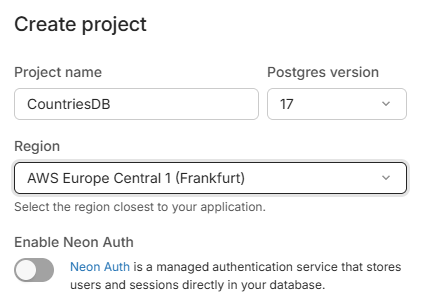 Create project
Project name
Postgres version
CountriesDB
17
Region
AWS Europe Central 1 (Frankfurt)
Select the region closest to your application.
Enable Neon Auth
Neon Auth is a managed authentication service that stores
users and sessions directly in your database.